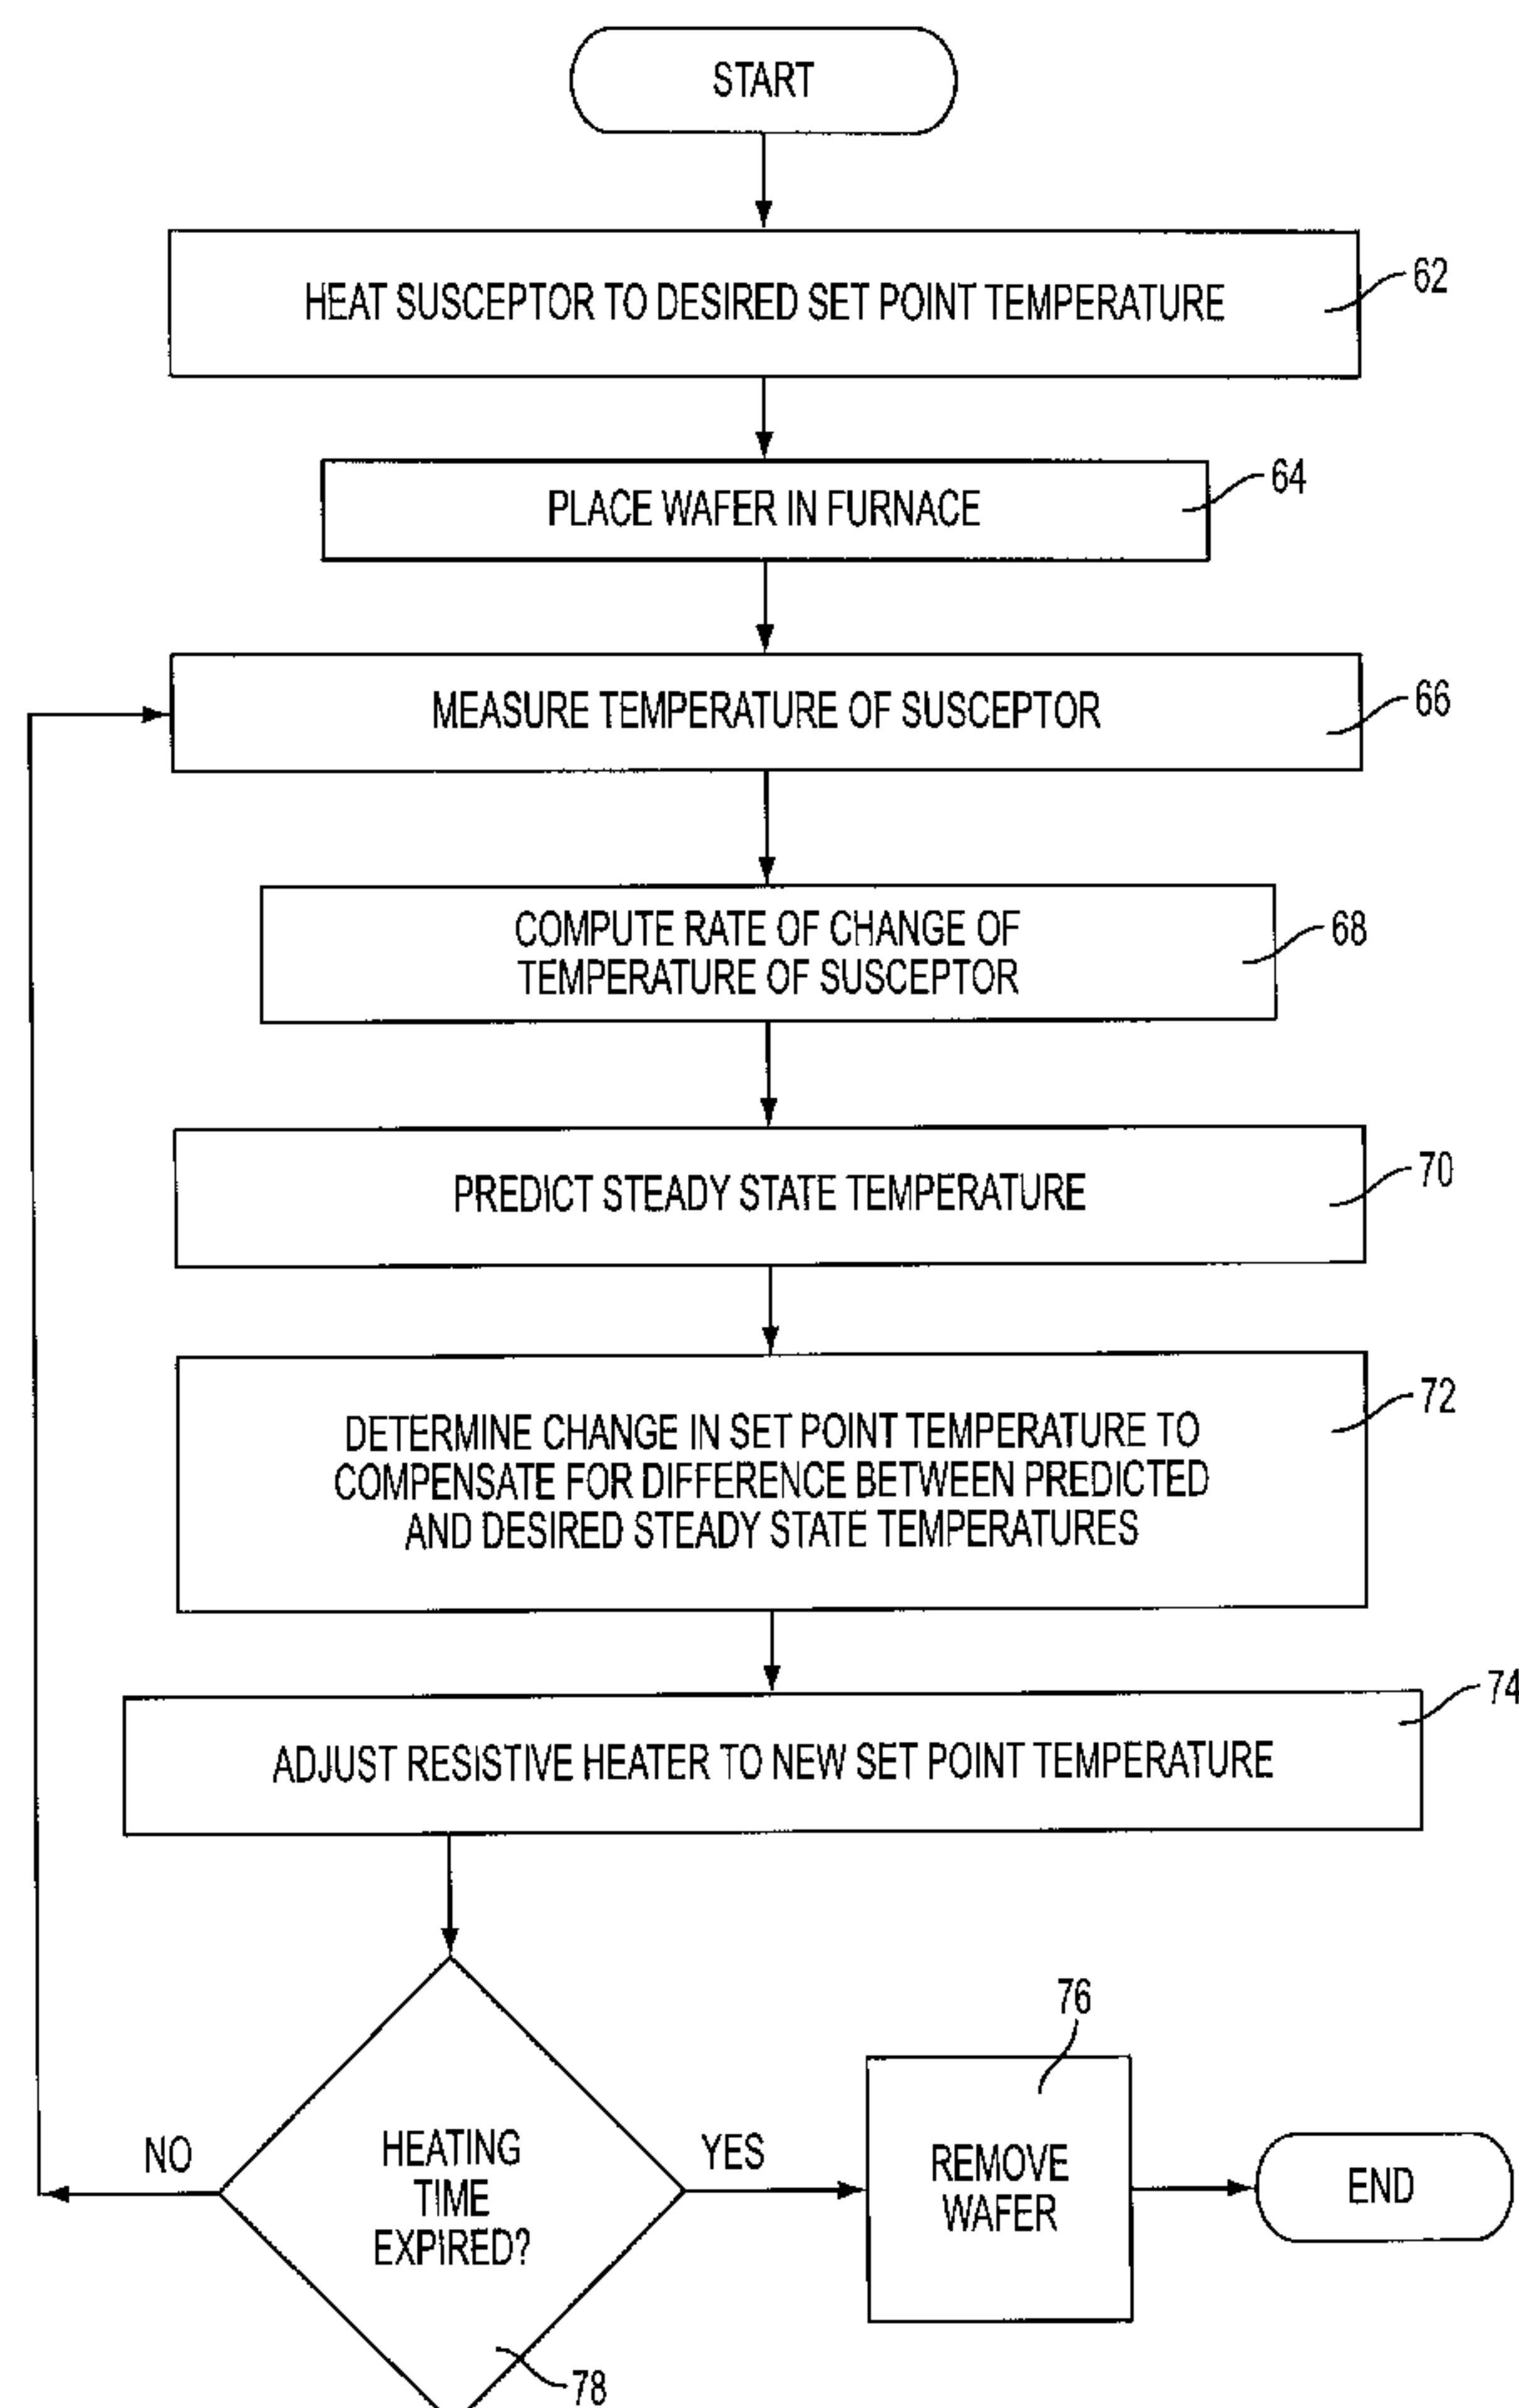 START
HEAT SUSCEPTOR TO DESIRED SET POINT TEMPERATURE
62
PLACE WAFER IN FURNACE
64
MEASURE TEMPERATURE OF SUSCEPTOR
66
COMPUTE RATE OF CHANGE OF
TEMPERATURE OF SUSCEPTOR
68
PREDICT STEADY STATE TEMPERATURE
70
DETERMINE CHANGE IN SET POINT TEMPERATURE TO
COMPENSATE FOR DIFFERENCE BETWEEN PREDICTED
AND DESIRED STEADY STATE TEMPERATURES
72
ADJUST RESISTIVE HEATER TO NEW SET POINT TEMPERATURE
74
NO
HEATING
TIME
EXPIRED?
78
YES
76
REMOVE
WAFER
END